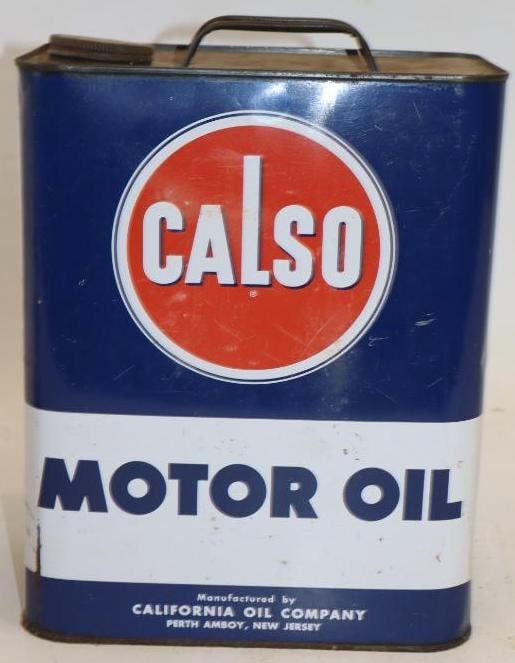 CALSO
®
MOTOR OIL
Manufactured by
CALIFORNIA OIL COMPANY
PERTH AMBOY, NEW JERSEY